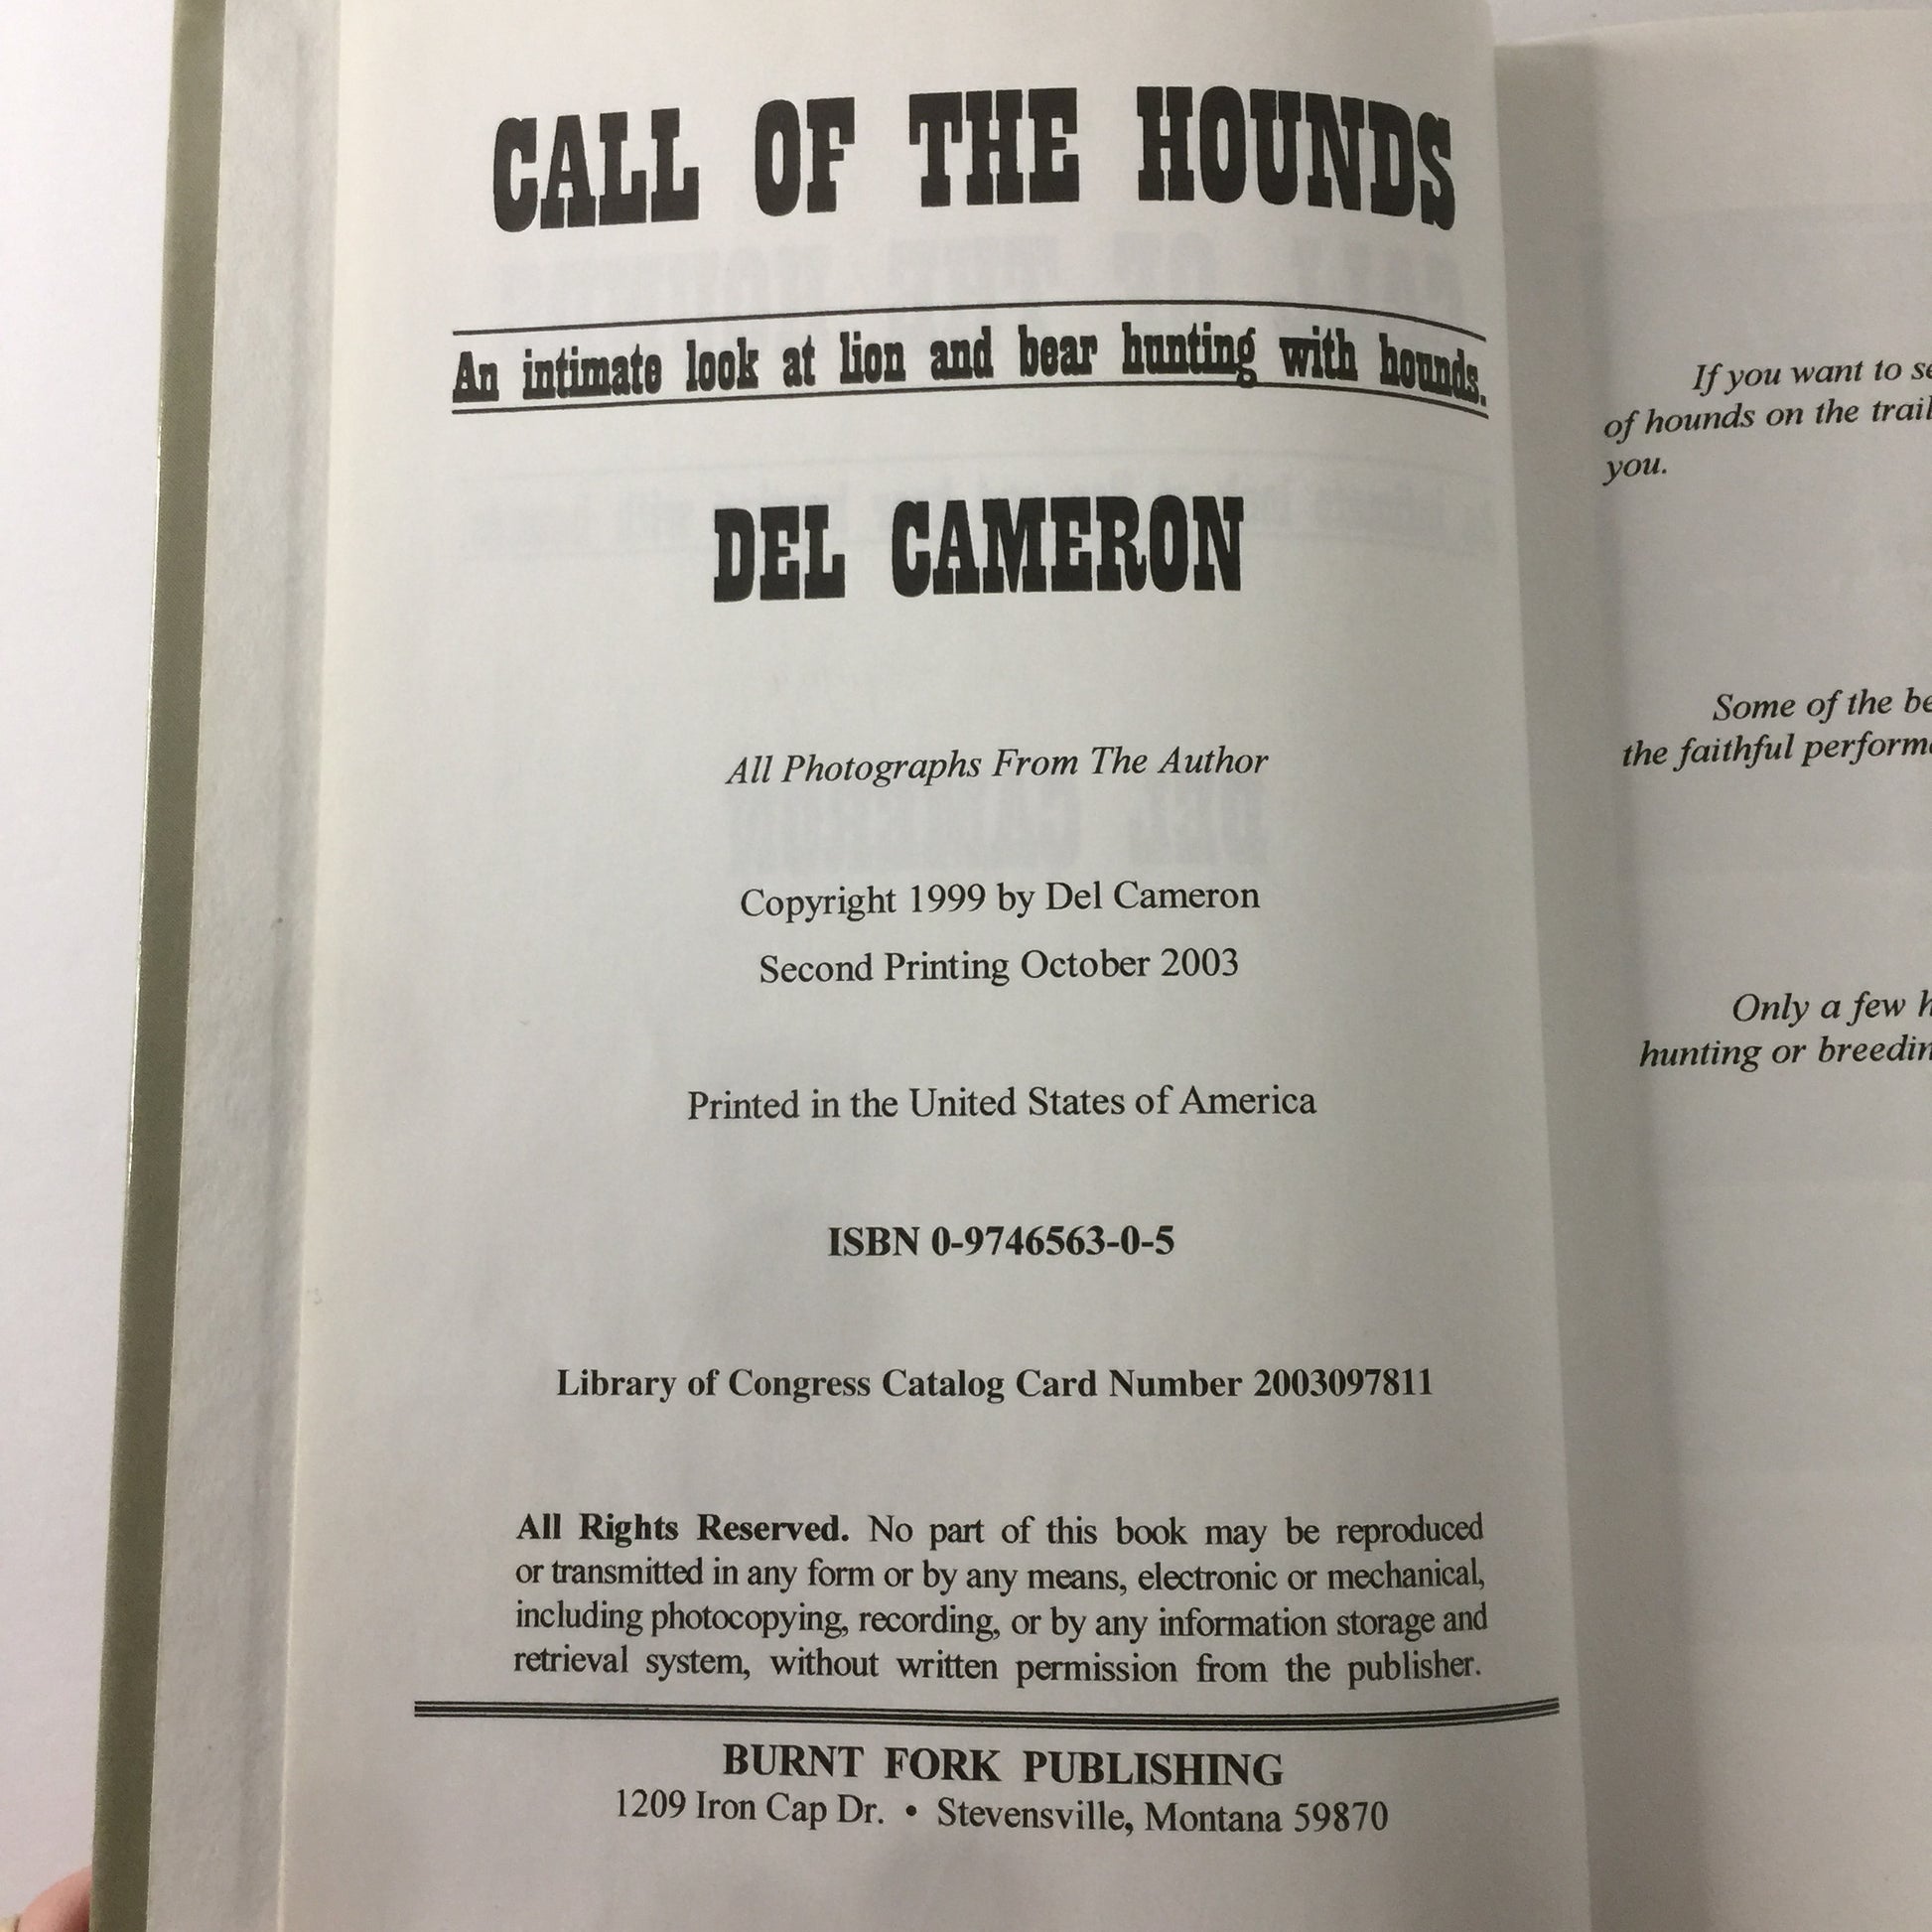 CALL OF THE HOUNDS
An intimate look at lion and bear hunting with hounds.
DEL CAMERON
All Photographs From The Author
Copyright 1999 by Del Cameron
Second Printing October 2003
Printed in the United States of America
ISBN 0-9746563-0-5
Library of Congress Catalog Card Number 2003097811
All Rights Reserved. No part of this book may be reproduced
or transmitted in any form or by any means, electronic or mechanical,
including photocopying, recording, or by any information storage and
retrieval system, without written permission from the publisher.
BURNT FORK PUBLISHING
1209 Iron Cap Dr. • Stevensville, Montana 59870
If you want to
of hounds on the trail
you.
Some of the
the faithful
Only a few
hunting or